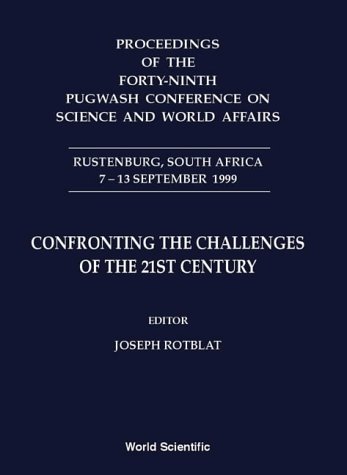 PROCEEDINGS
OF THE
FORTY-NINTH
PUGWASH CONFERENCE ON
SCIENCE AND WORLD AFFAIRS
RUSTENBURG, SOUTH AFRICA
7 – 13 SEPTEMBER 1999
CONFRONTING THE CHALLENGES
OF THE 21ST CENTURY
EDITOR
JOSEPH ROTBLAT
World Scientific